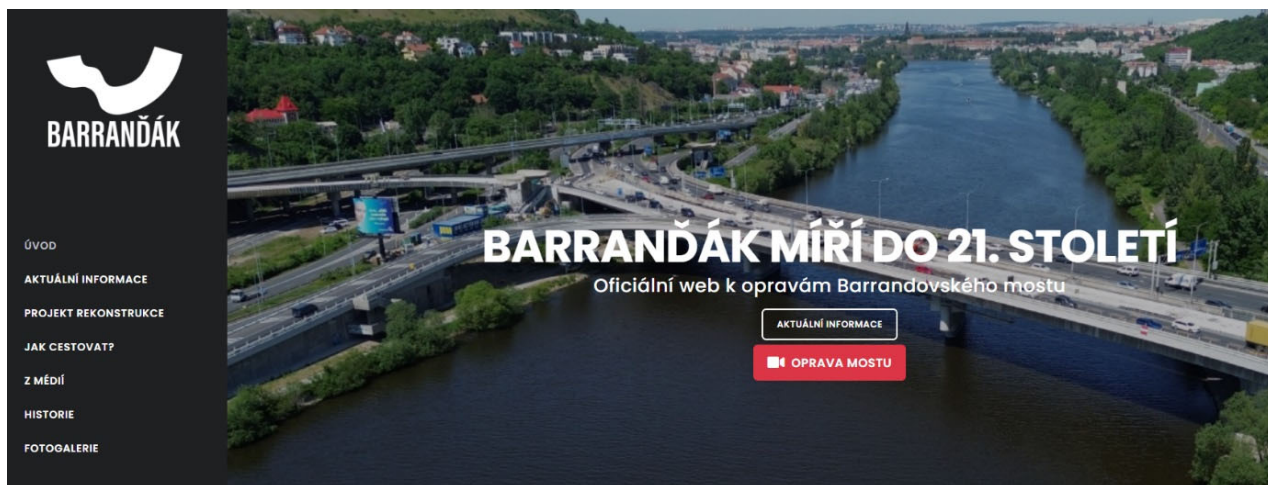 BARRANĎÁK
ÚVOD
AKTUÁLNÍ INFORMACE
PROJEKT REKONSTRUKCE
JAK CESTOVAT?
Z MÉDIÍ
HISTORIE
FOTOGALERIE
BARRANĎÁK MÍŘÍ DO 21. STOLETÍ
Oficiální web k opravám Barrandovského mostu
AKTUÁLNÍ INFORMACE
OPRAVA MOSTU